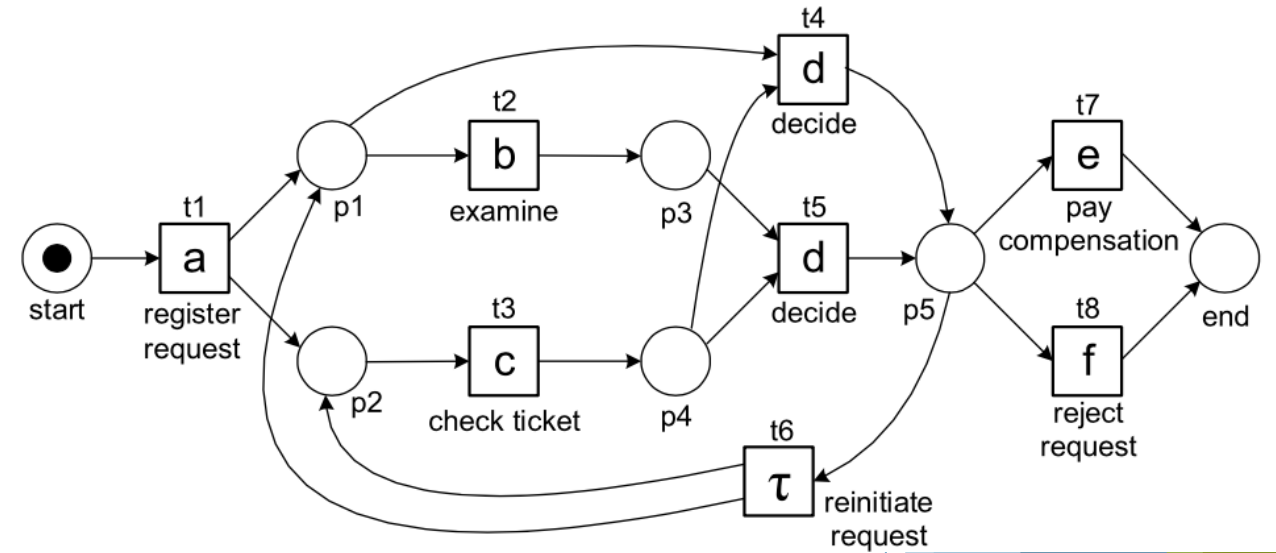 t4
d
decide
t2
b
examine
p1
p3
t7
e
pay
compensation
t1
a
register
request
start
t5
d
decide
p5
end
t3
c
check ticket
p2
p4
t8
f
reject
request
t6
τ
reinitiate
request